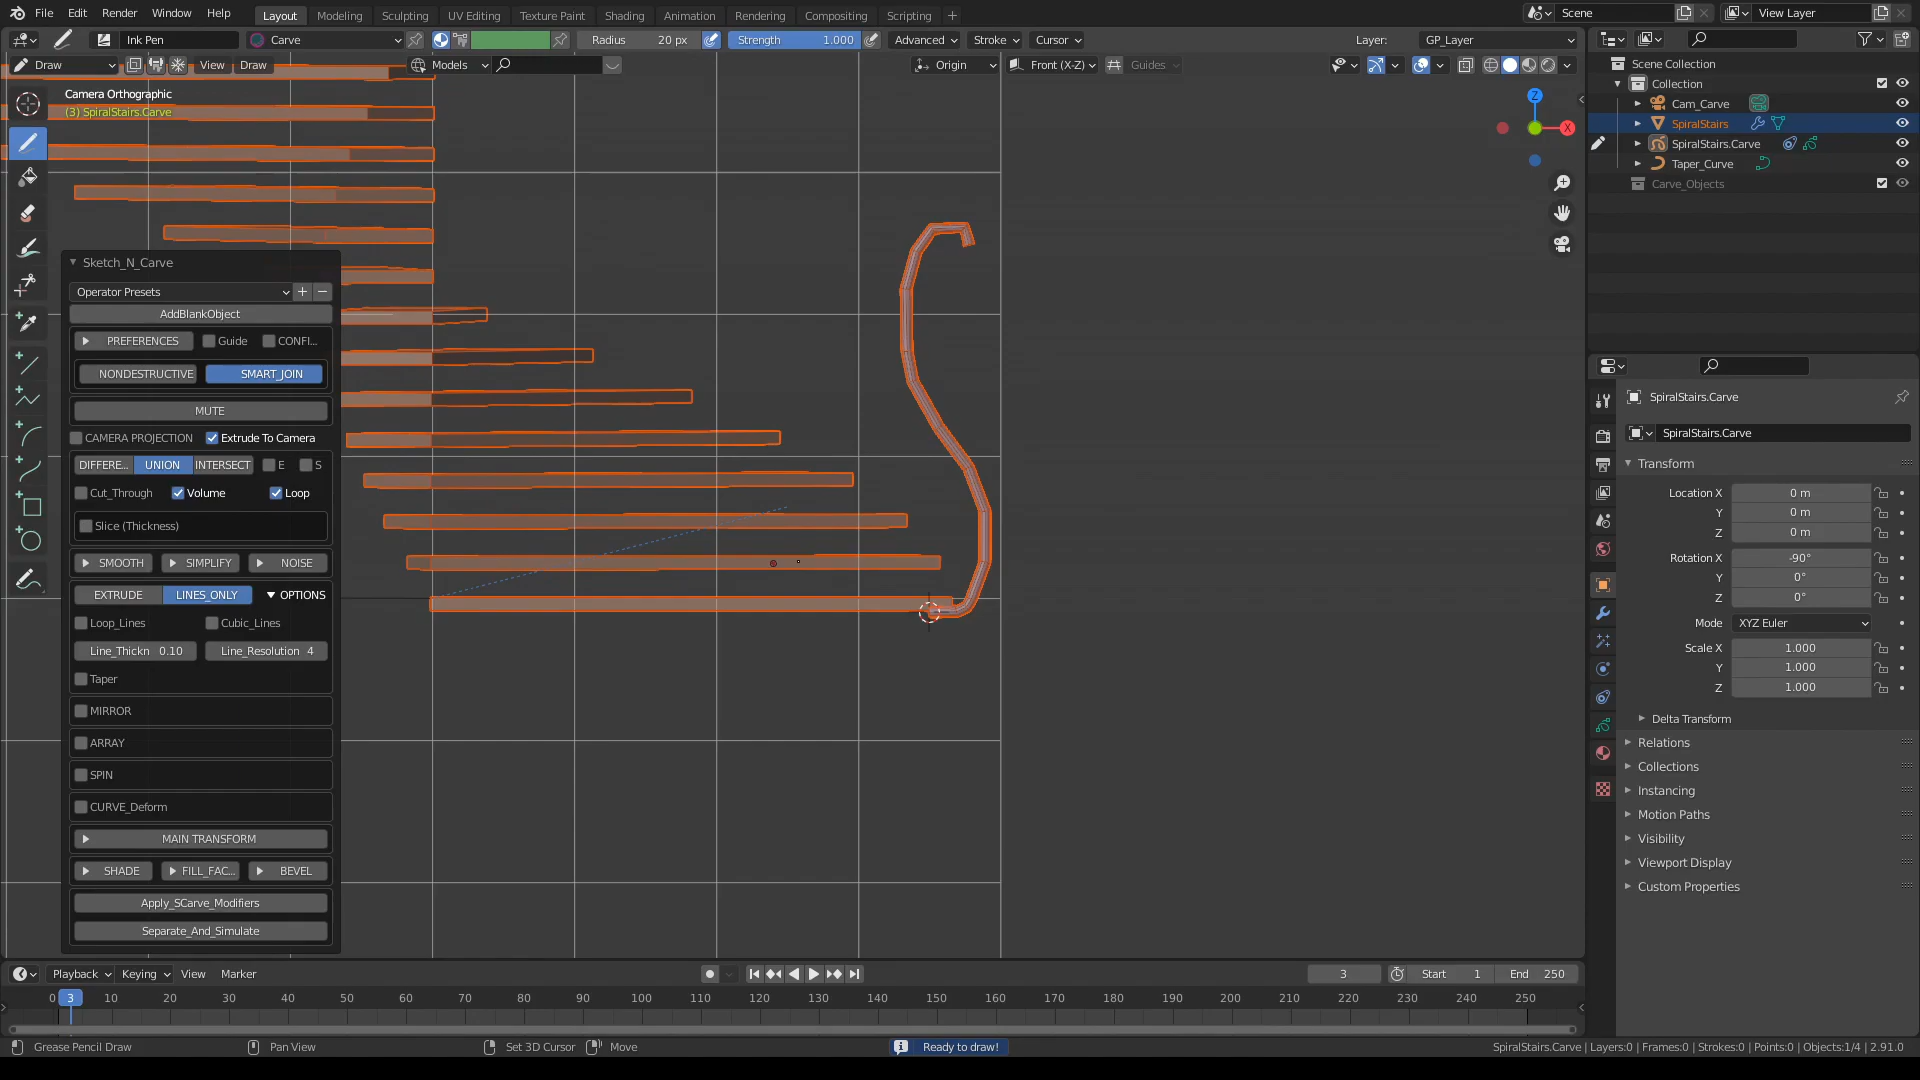 File Edit Render Window Help Layout Modeling Sculpting UV Editing Texture Paint Shading Animation Rendering Compositing Scripting + Scene View Layer
Ink Pen Carve Radius 20 px Strength 1.000 Advanced Stroke Cursor Layer: GP_Layer
Draw View Draw Models Origin Front (X-Z) Guides
Camera Orthographic
(3) SpiralStairs.Carve
Z
X
Sketch_N_Carve
Operator Presets
AddBlankObject
PREFERENCES Guide CONFI...
NONDESTRUCTIVE SMART_JOIN
MUTE
CAMERA PROJECTION Extrude To Camera
DIFFERE... UNION INTERSECT E S
Cut_Through Volume Loop
Slice (Thickness)
SMOOTH SIMPLIFY NOISE
EXTRUDE LINES_ONLY OPTIONS
Loop_Lines Cubic_Lines
Line_Thickn 0.10 Line_Resolution 4
Taper
MIRROR
ARRAY
SPIN
CURVE_Deform
MAIN TRANSFORM
SHADE FILL_FAC... BEVEL
Apply_SCarve_Modifiers
Separate_And_Simulate
Scene Collection
Collection
Cam_Carve
SpiralStairs
SpiralStairs.Carve
Taper_Curve
Carve_Objects
SpiralStairs.Carve
SpiralStairs.Carve
Transform
Location X 0 m
Y 0 m
Z 0 m
Rotation X -90°
Y 0°
Z 0°
Mode XYZ Euler
Scale X 1.000
Y 1.000
Z 1.000
Delta Transform
Relations
Collections
Instancing
Motion Paths
Visibility
Viewport Display
Custom Properties
Playback Keying View Marker 3 Start 1 End 250
0 3 10 20 30 40 50 60 70 80 90 100 110 120 130 140 150 160 170 180 190 200 210 220 230 240 250
Grease Pencil Draw Pan View Set 3D Cursor Move Ready to draw! SpiralStairs.Carve | Layers:0 | Frames:0 | Strokes:0 | Points:0 | Objects:1/4 | 2.91.0